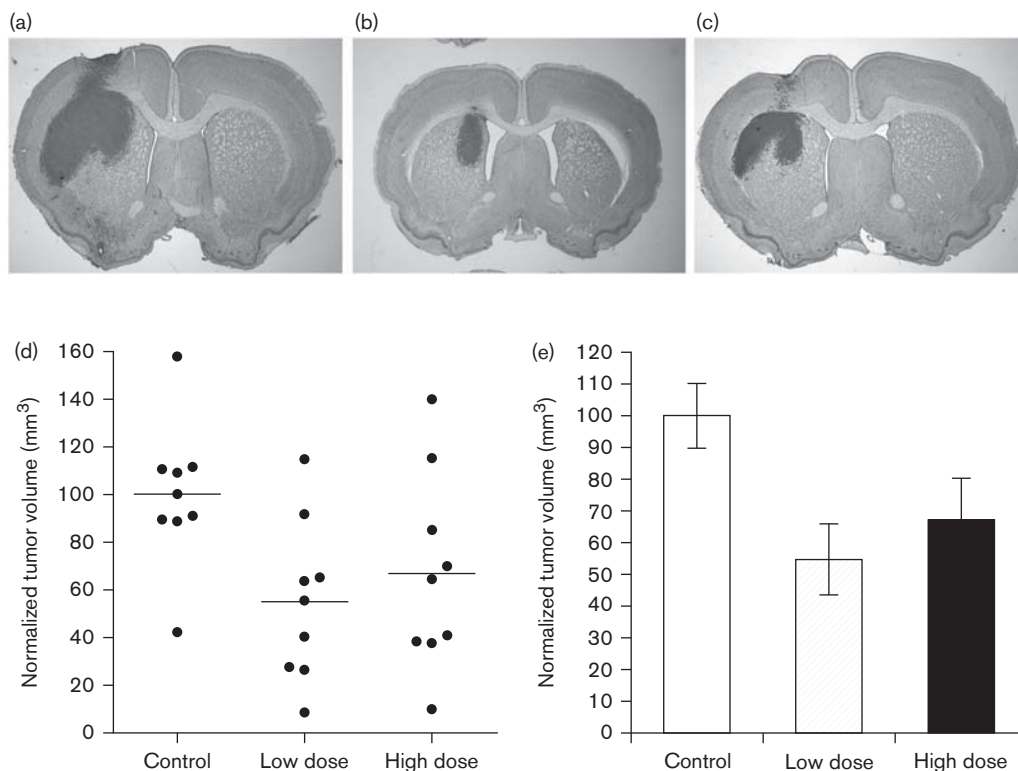 (a)
(b)
(c)
(d)
Normalized tumor volume (mm³)
160
140
120
100
80
60
40
20
0
Control
Low dose
High dose
(e)
Normalized tumor volume (mm³)
120
110
100
90
80
70
60
50
40
30
20
10
0
Control
Low dose
High dose